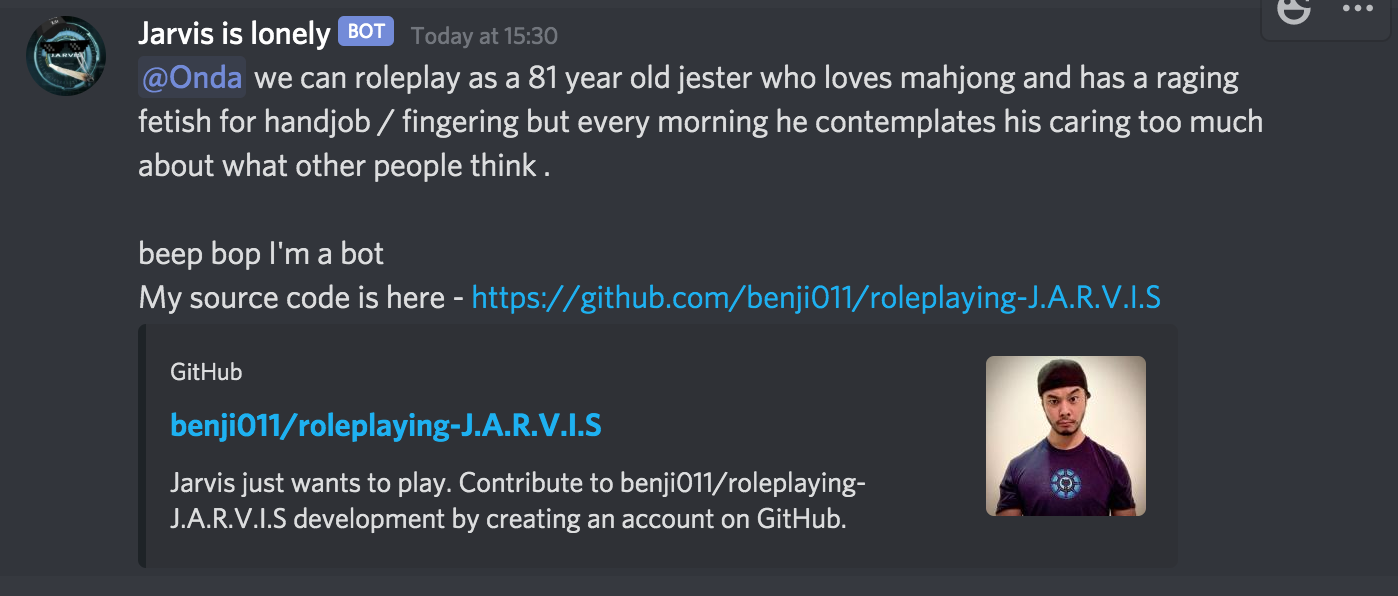 Jarvis is lonely BOT Today at 15:30
@Onda we can roleplay as a 81 year old jester who loves mahjong and has a raging
fetish for handjob / fingering but every morning he contemplates his caring too much
about what other people think .
beep bop I'm a bot
My source code is here - https://github.com/benji011/roleplaying-J.A.R.V.I.S
GitHub
benji011/roleplaying-J.A.R.V.I.S
Jarvis just wants to play. Contribute to benji011/roleplaying-
J.A.R.V.I.S development by creating an account on GitHub.